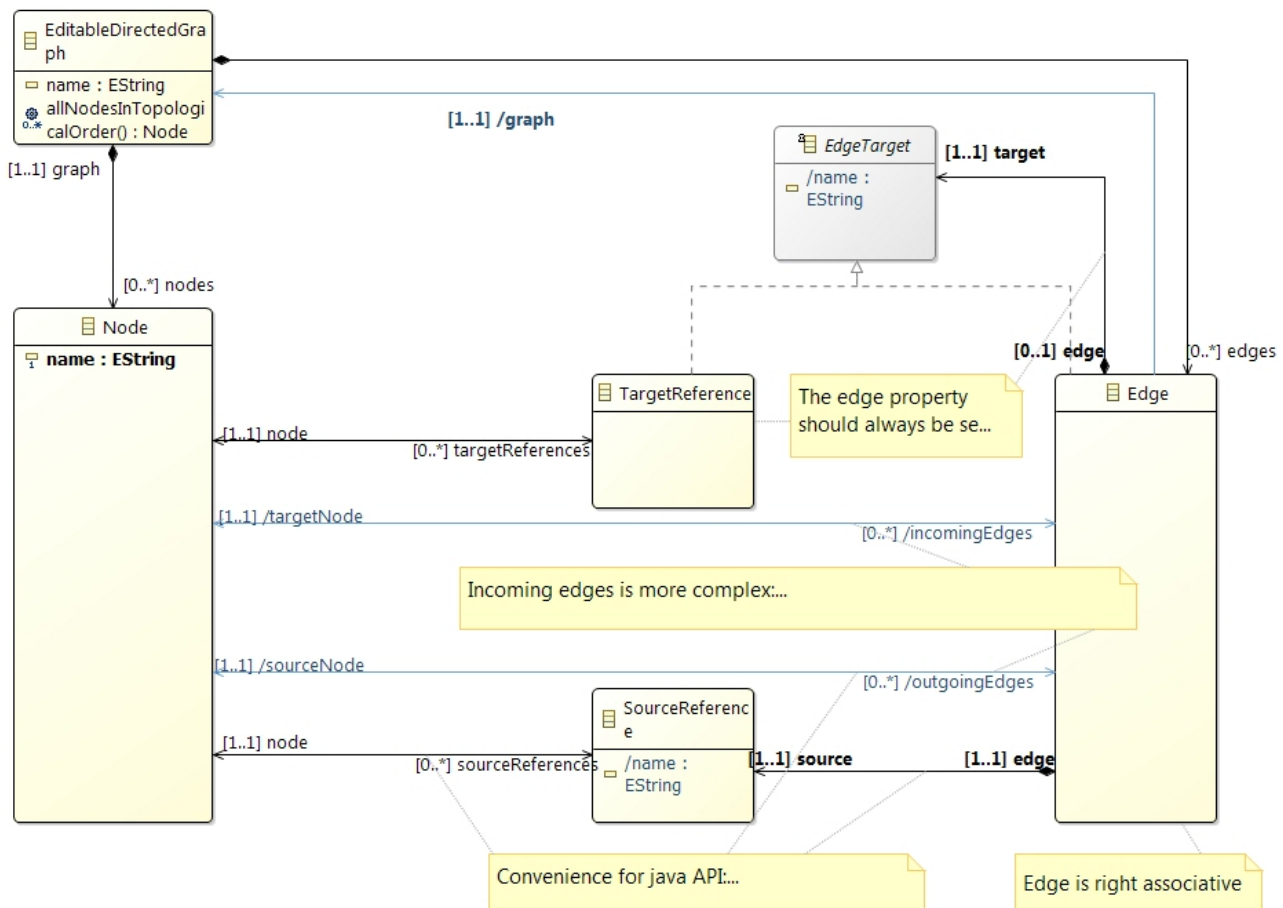 EditableDirectedGra
ph
name : EString
allNodesInTopologi
calOrder() : Node
0..*
[1..1] /graph
[1..1] graph
[0..*] nodes
EdgeTarget
/name :
EString
[1..1] target
[0..1] edge
[0..*] edges
Node
1
name : EString
TargetReference
The edge property
should always be se...
Edge
[1..1] node
[0..*] targetReferences
[1..1] /targetNode
[0..*] /incomingEdges
Incoming edges is more complex:...
[1..1] /sourceNode
[0..*] /outgoingEdges
SourceReferenc
e
/name :
EString
[1..1] node
[0..*] sourceReferences
[1..1] source
[1..1] edge
Convenience for java API:...
Edge is right associative